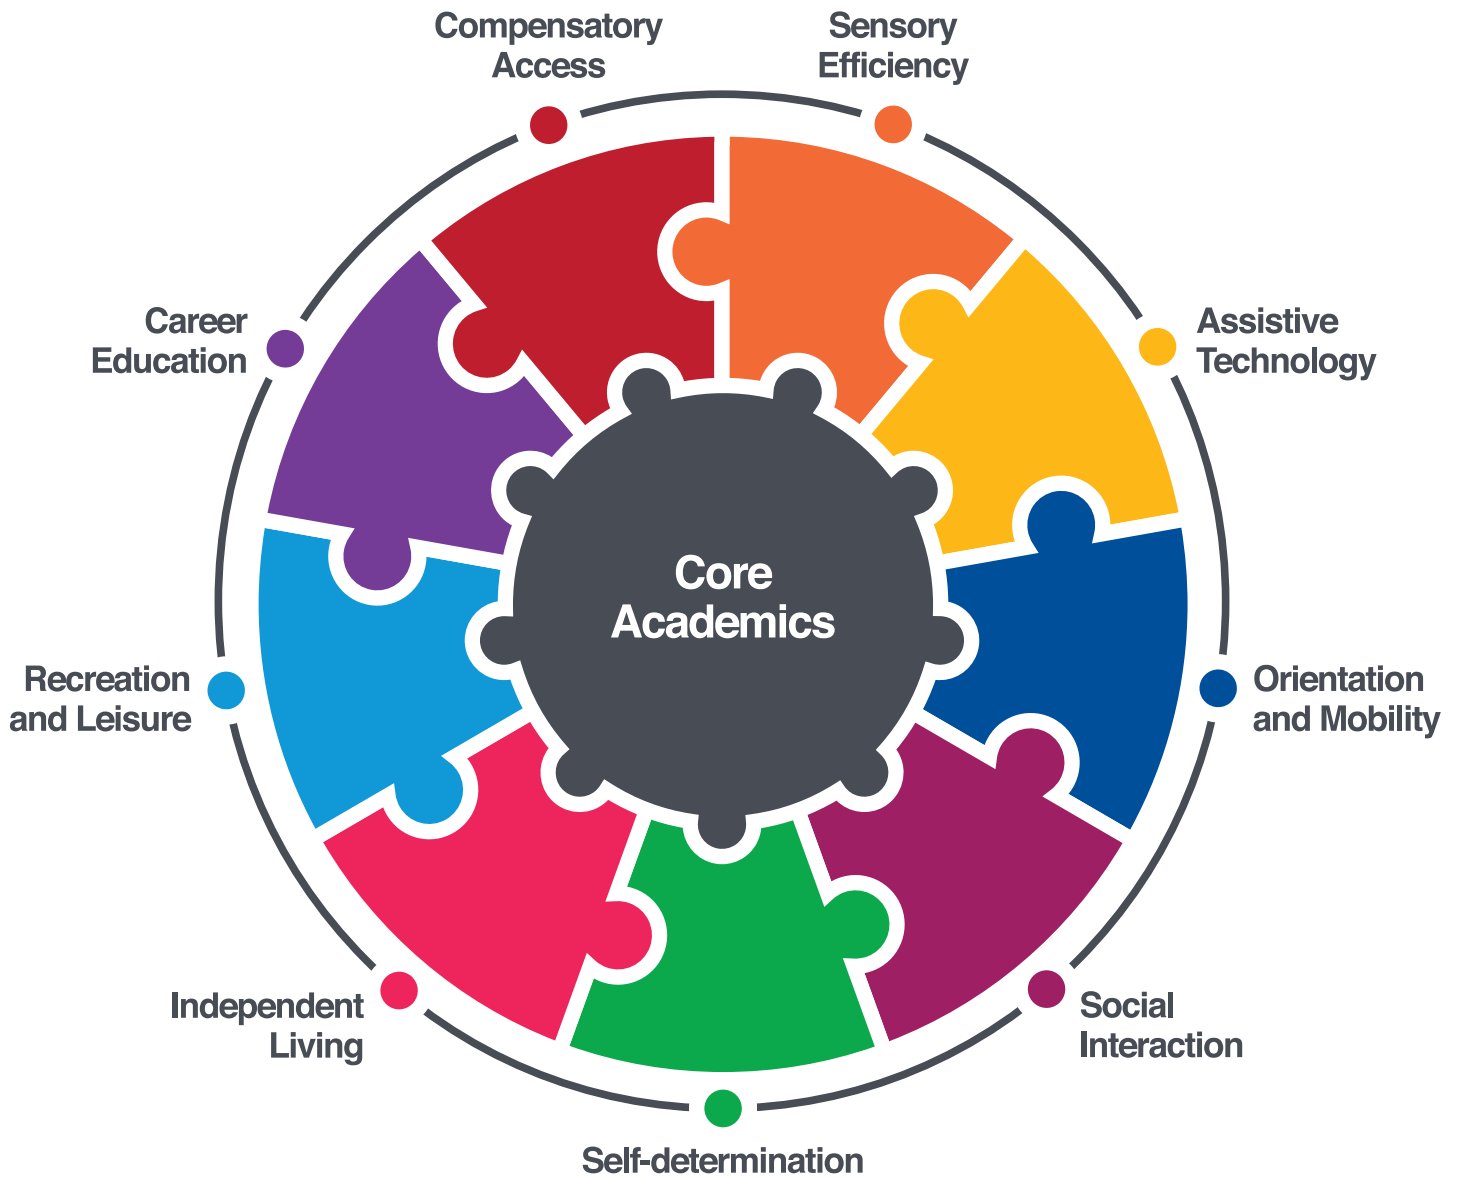 Compensatory
Access
Sensory
Efficiency
Career
Education
Assistive
Technology
Core
Academics
Recreation
and Leisure
Orientation
and Mobility
Independent
Living
Social
Interaction
Self-determination